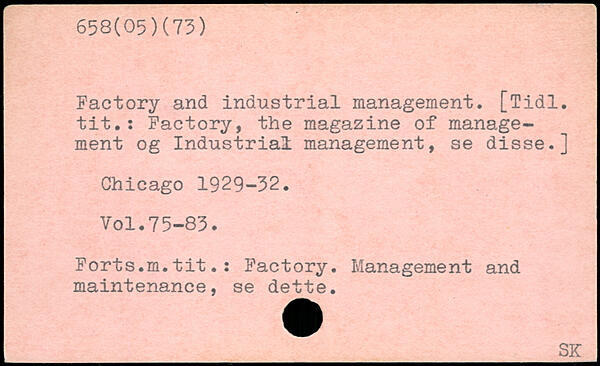 658(05)(73)
Factory and industrial management. [Tidl.
tit.: Factory, the magazine of manage-
ment og Industrial management, se disse.]
Chicago 1929-32.
Vol.75-83.
Forts.m.tit.: Factory. Management and
maintenance, se dette.
SK